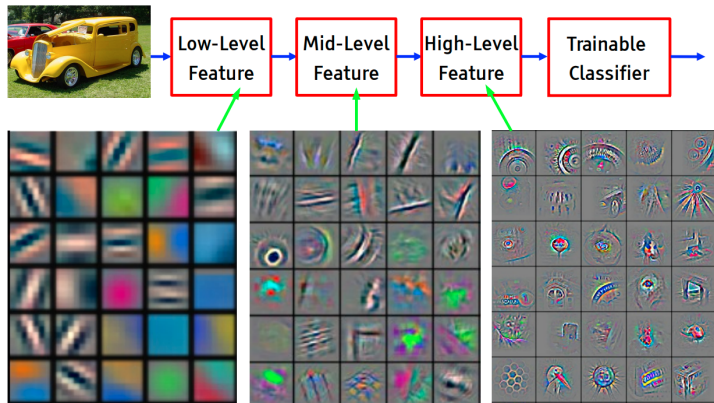 Low-Level
Feature
Mid-Level
Feature
High-Level
Feature
Trainable
Classifier